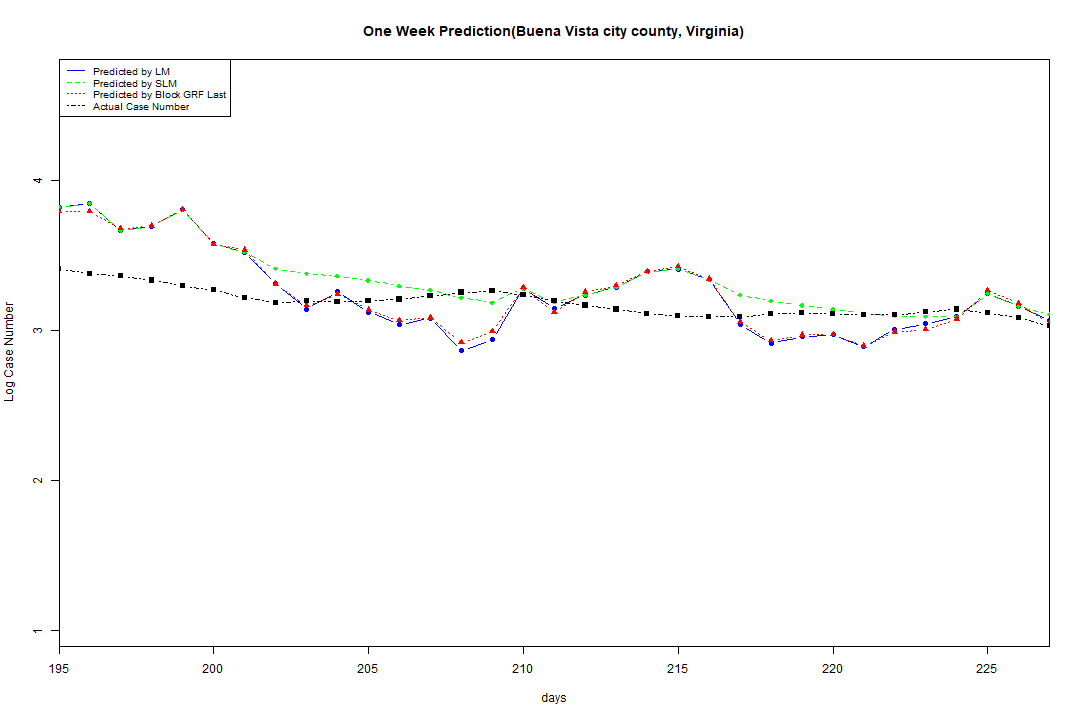 One Week Prediction(Buena Vista city county, Virginia)
Predicted by LM
Predicted by SLM
Predicted by Block GRF Last
Actual Case Number
4
3
2
1
Log Case Number
195 200 205 210 215 220 225
days